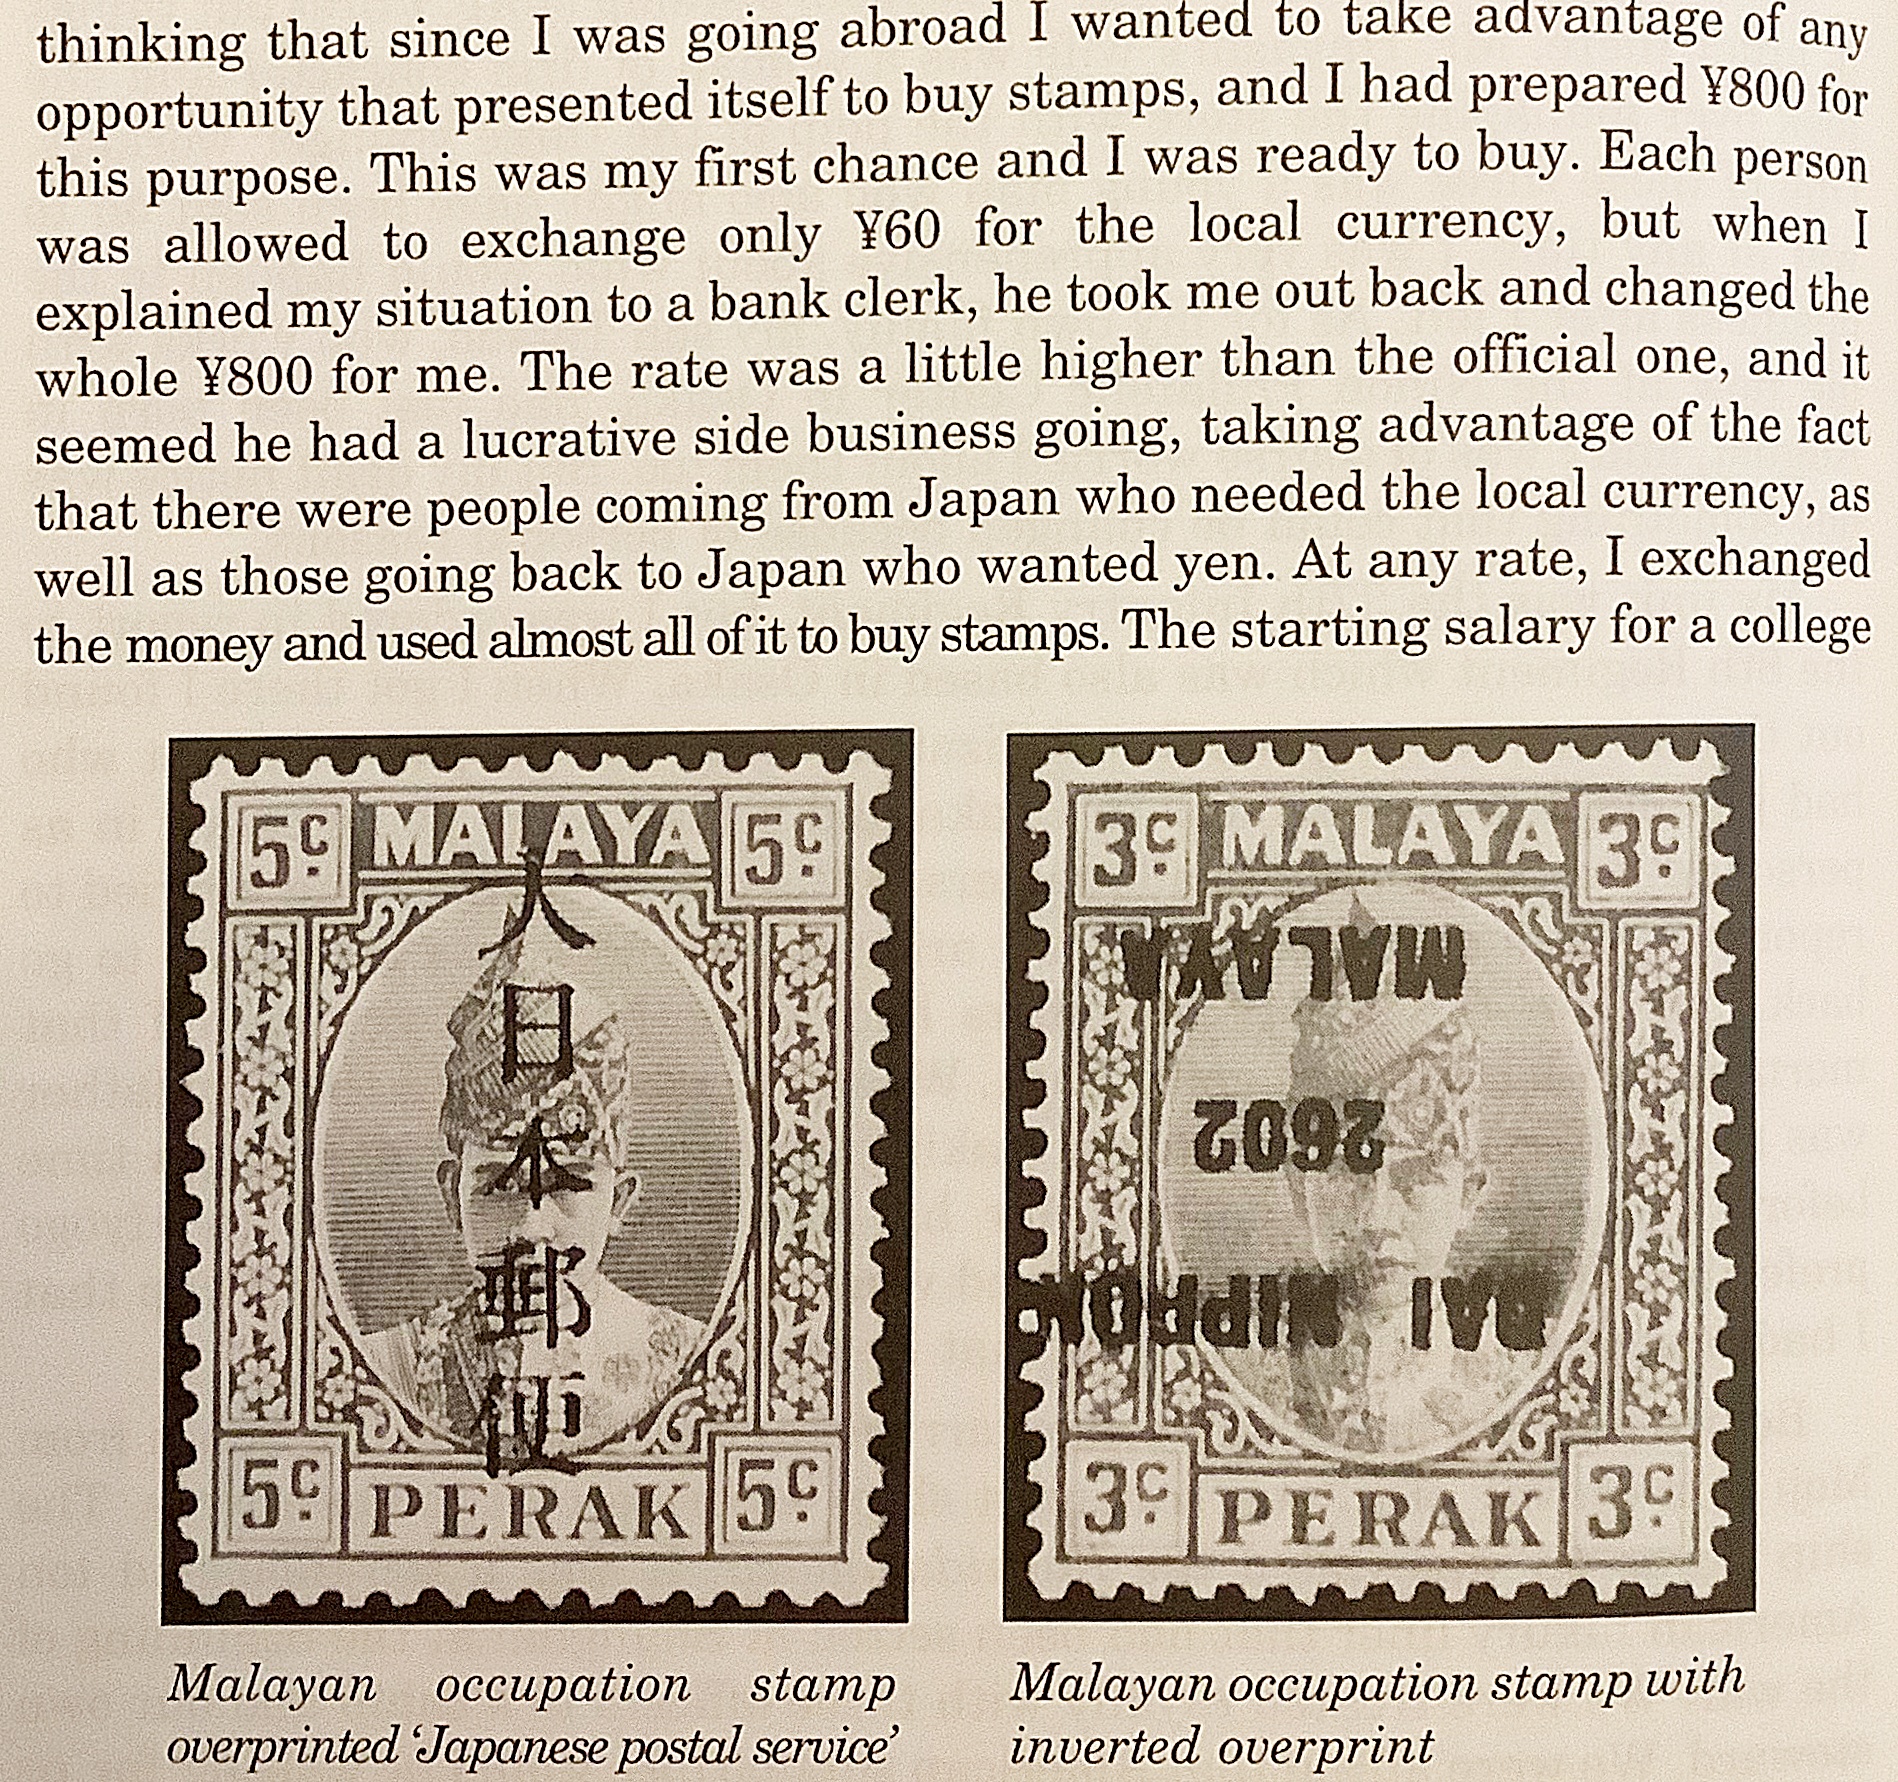 thinking that since I was going abroad I wanted to take advantage of any
opportunity that presented itself to buy stamps, and I had prepared ¥800 for
this purpose. This was my first chance and I was ready to buy. Each person
was allowed to exchange only ¥60 for the local currency, but when I
explained my situation to a bank clerk, he took me out back and changed the
whole ¥800 for me. The rate was a little higher than the official one, and it
seemed he had a lucrative side business going, taking advantage of the fact
that there were people coming from Japan who needed the local currency, as
well as those going back to Japan who wanted yen. At any rate, I exchanged
the money and used almost all of it to buy stamps. The starting salary for a college
5c MALAYA 5c
大日本郵便
5c PERAK 5c
Malayan occupation stamp
overprinted ‘Japanese postal service’
3c MALAYA 3c
DAI NIPPON
2602
MALAYA
3c PERAK 3c
Malayan occupation stamp with
inverted overprint